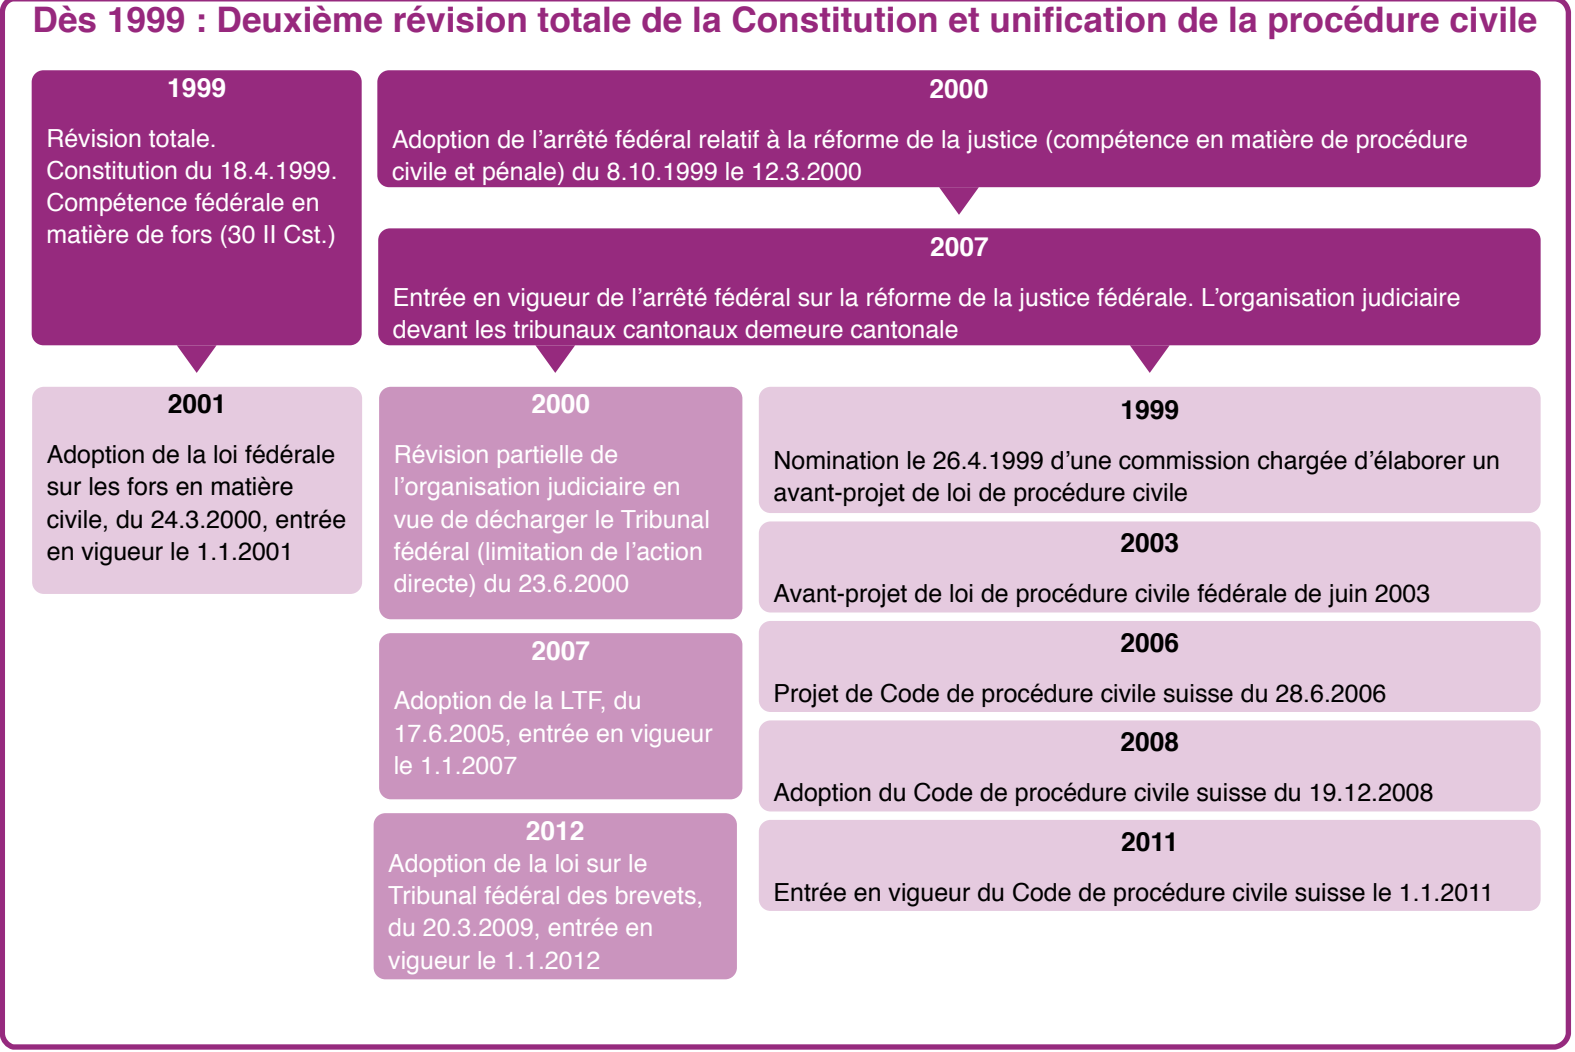 Dès 1999 : Deuxième révision totale de la Constitution et unification de la procédure civile
1999
Révision totale.
Constitution du 18.4.1999.
Compétence fédérale en
matière de fors (30 II Cst.)
2000
Adoption de l’arrêté fédéral relatif à la réforme de la justice (compétence en matière de procédure
civile et pénale) du 8.10.1999 le 12.3.2000
2007
Entrée en vigueur de l’arrêté fédéral sur la réforme de la justice fédérale. L’organisation judiciaire
devant les tribunaux cantonaux demeure cantonale
2001
Adoption de la loi fédérale
sur les fors en matière
civile, du 24.3.2000, entrée
en vigueur le 1.1.2001
2000
Révision partielle de
l’organisation judiciaire en
vue de décharger le Tribunal
fédéral (limitation de l’action
directe) du 23.6.2000
2007
Adoption de la LTF, du
17.6.2005, entrée en vigueur
le 1.1.2007
2012
Adoption de la loi sur le
Tribunal fédéral des brevets,
du 20.3.2009, entrée en
vigueur le 1.1.2012
1999
Nomination le 26.4.1999 d’une commission chargée d’élaborer un
avant-projet de loi de procédure civile
2003
Avant-projet de loi de procédure civile fédérale de juin 2003
2006
Projet de Code de procédure civile suisse du 28.6.2006
2008
Adoption du Code de procédure civile suisse du 19.12.2008
2011
Entrée en vigueur du Code de procédure civile suisse le 1.1.2011